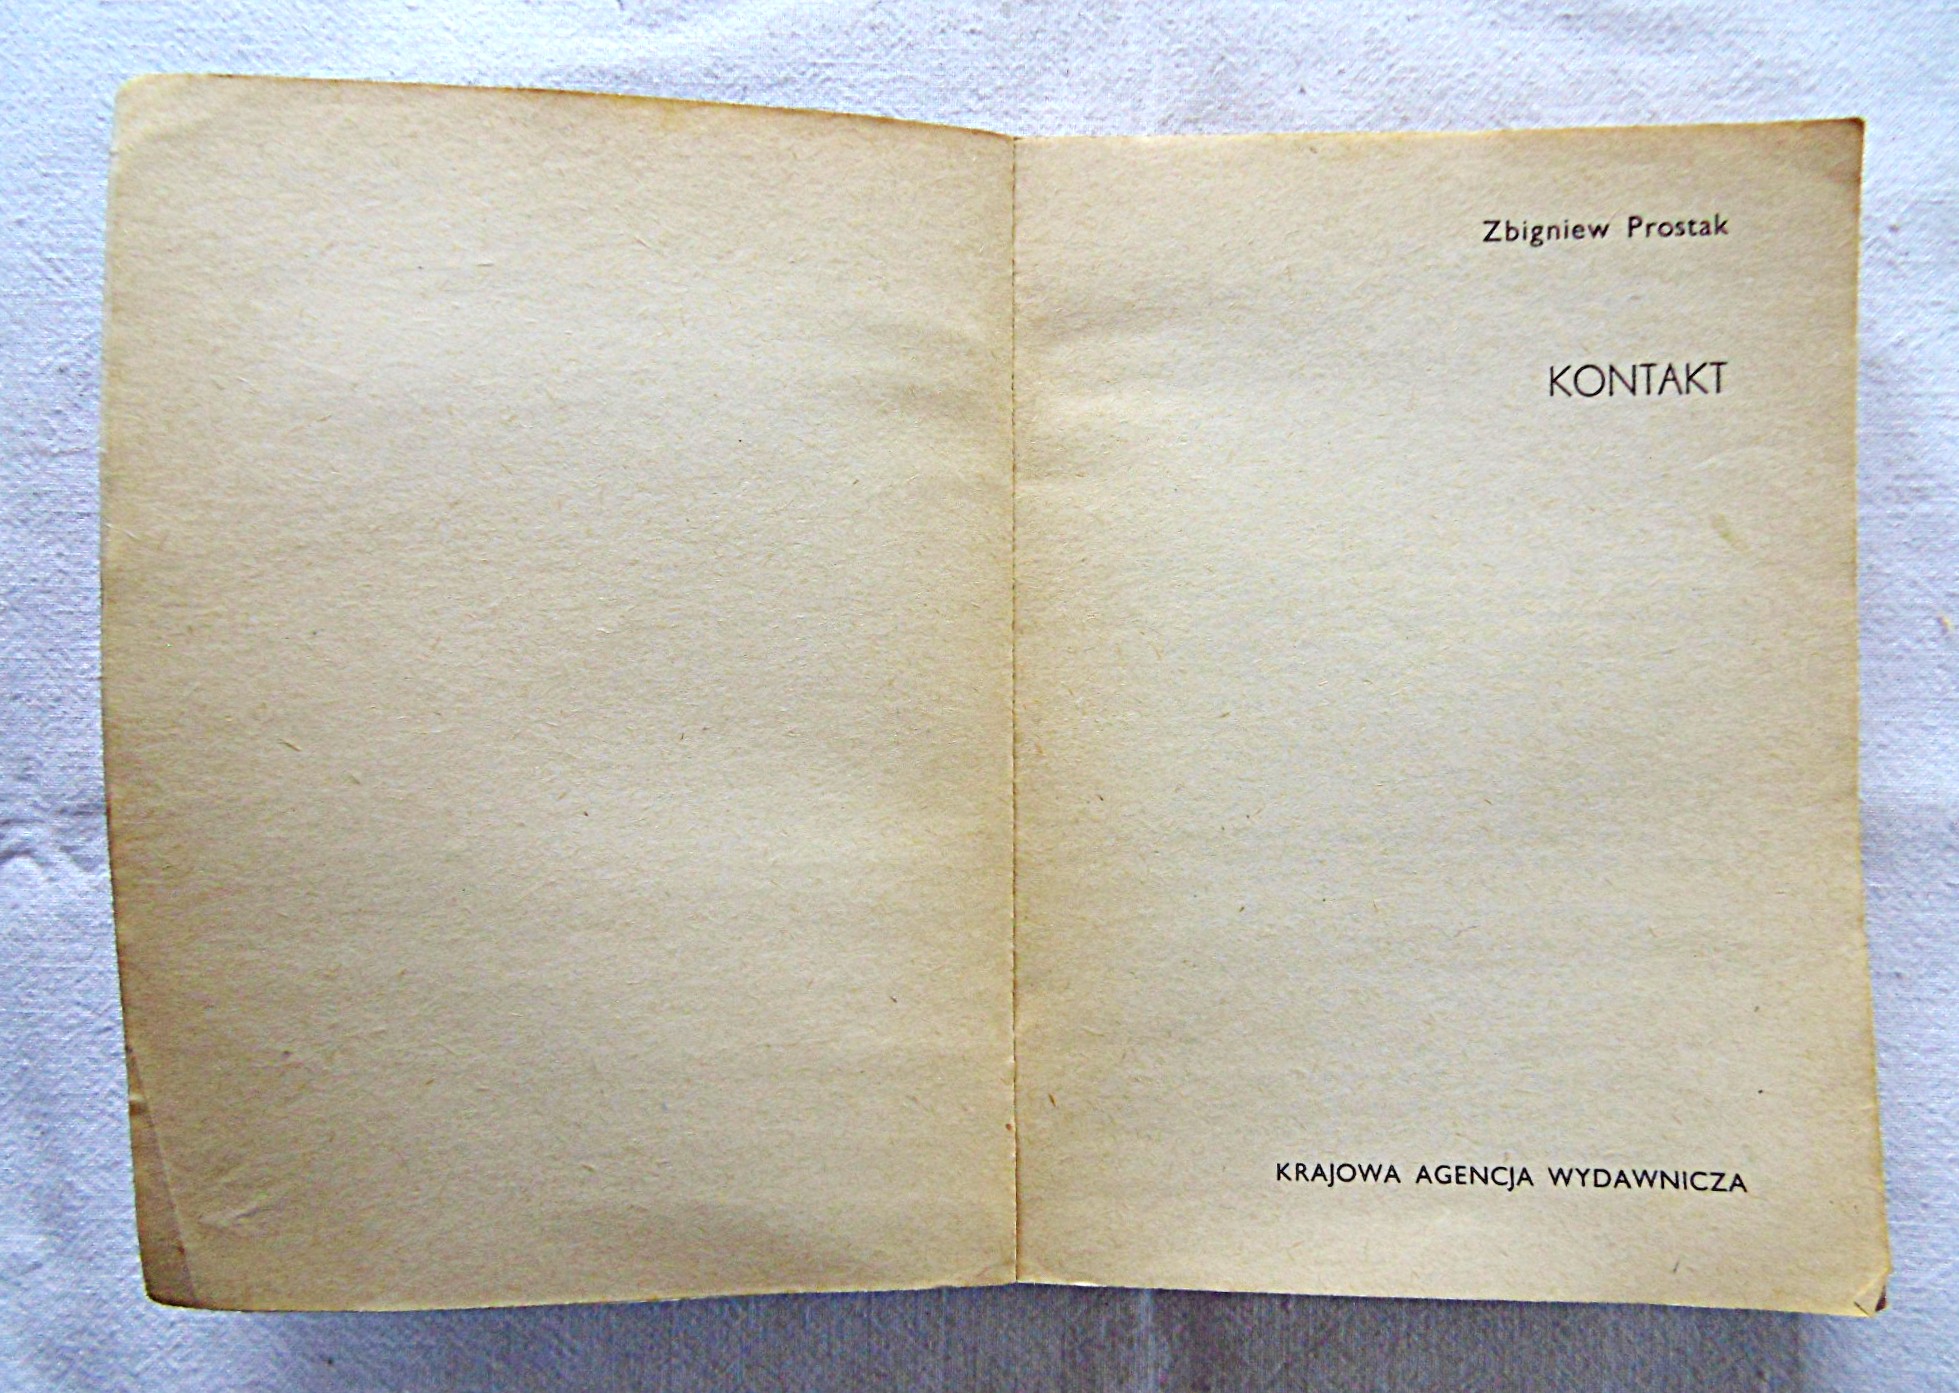 Zbigniew Prostak
KONTAKT
KRAJOWA AGENCJA WYDAWNICZA